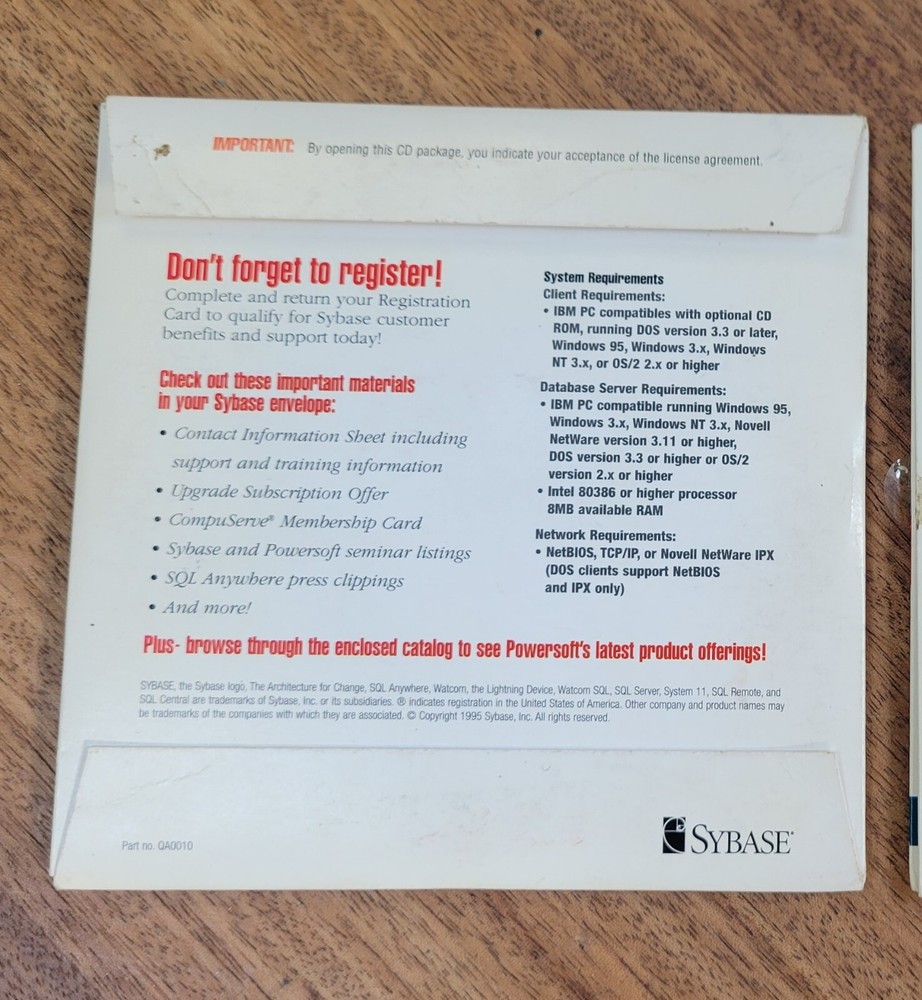 IMPORTANT: By opening this CD package, you indicate your acceptance of the license agreement.
Don't forget to register!
Complete and return your Registration
Card to qualify for Sybase customer
benefits and support today!
Check out these important materials
in your Sybase envelope:
• Contact Information Sheet including
support and training information
• Upgrade Subscription Offer
• CompuServe® Membership Card
• Sybase and Powersoft seminar listings
• SQL Anywhere press clippings
• And more!
System Requirements
Client Requirements:
• IBM PC compatibles with optional CD
ROM, running DOS version 3.3 or later,
Windows 95, Windows 3.x, Windows
NT 3.x, or OS/2 2.x or higher
Database Server Requirements:
• IBM PC compatible running Windows 95,
Windows 3.x, Windows NT 3.x, Novell
NetWare version 3.11 or higher,
DOS version 3.3 or higher or OS/2
version 2.x or higher
• Intel 80386 or higher processor
8MB available RAM
Network Requirements:
• NetBIOS, TCP/IP, or Novell NetWare IPX
(DOS clients support NetBIOS
and IPX only)
Plus- browse through the enclosed catalog to see Powersoft's latest product offerings!
SYBASE, the Sybase logo, The Architecture for Change, SQL Anywhere, Watcom, the Lightning Device, Watcom SQL, SQL Server, System 11, SQL Remote, and
SQL Central are trademarks of Sybase, Inc. or its subsidiaries. ® indicates registration in the United States of America. Other company and product names may
be trademarks of the companies with which they are associated. © Copyright 1995 Sybase, Inc. All rights reserved.
Part no. QA0010
SYBASE®